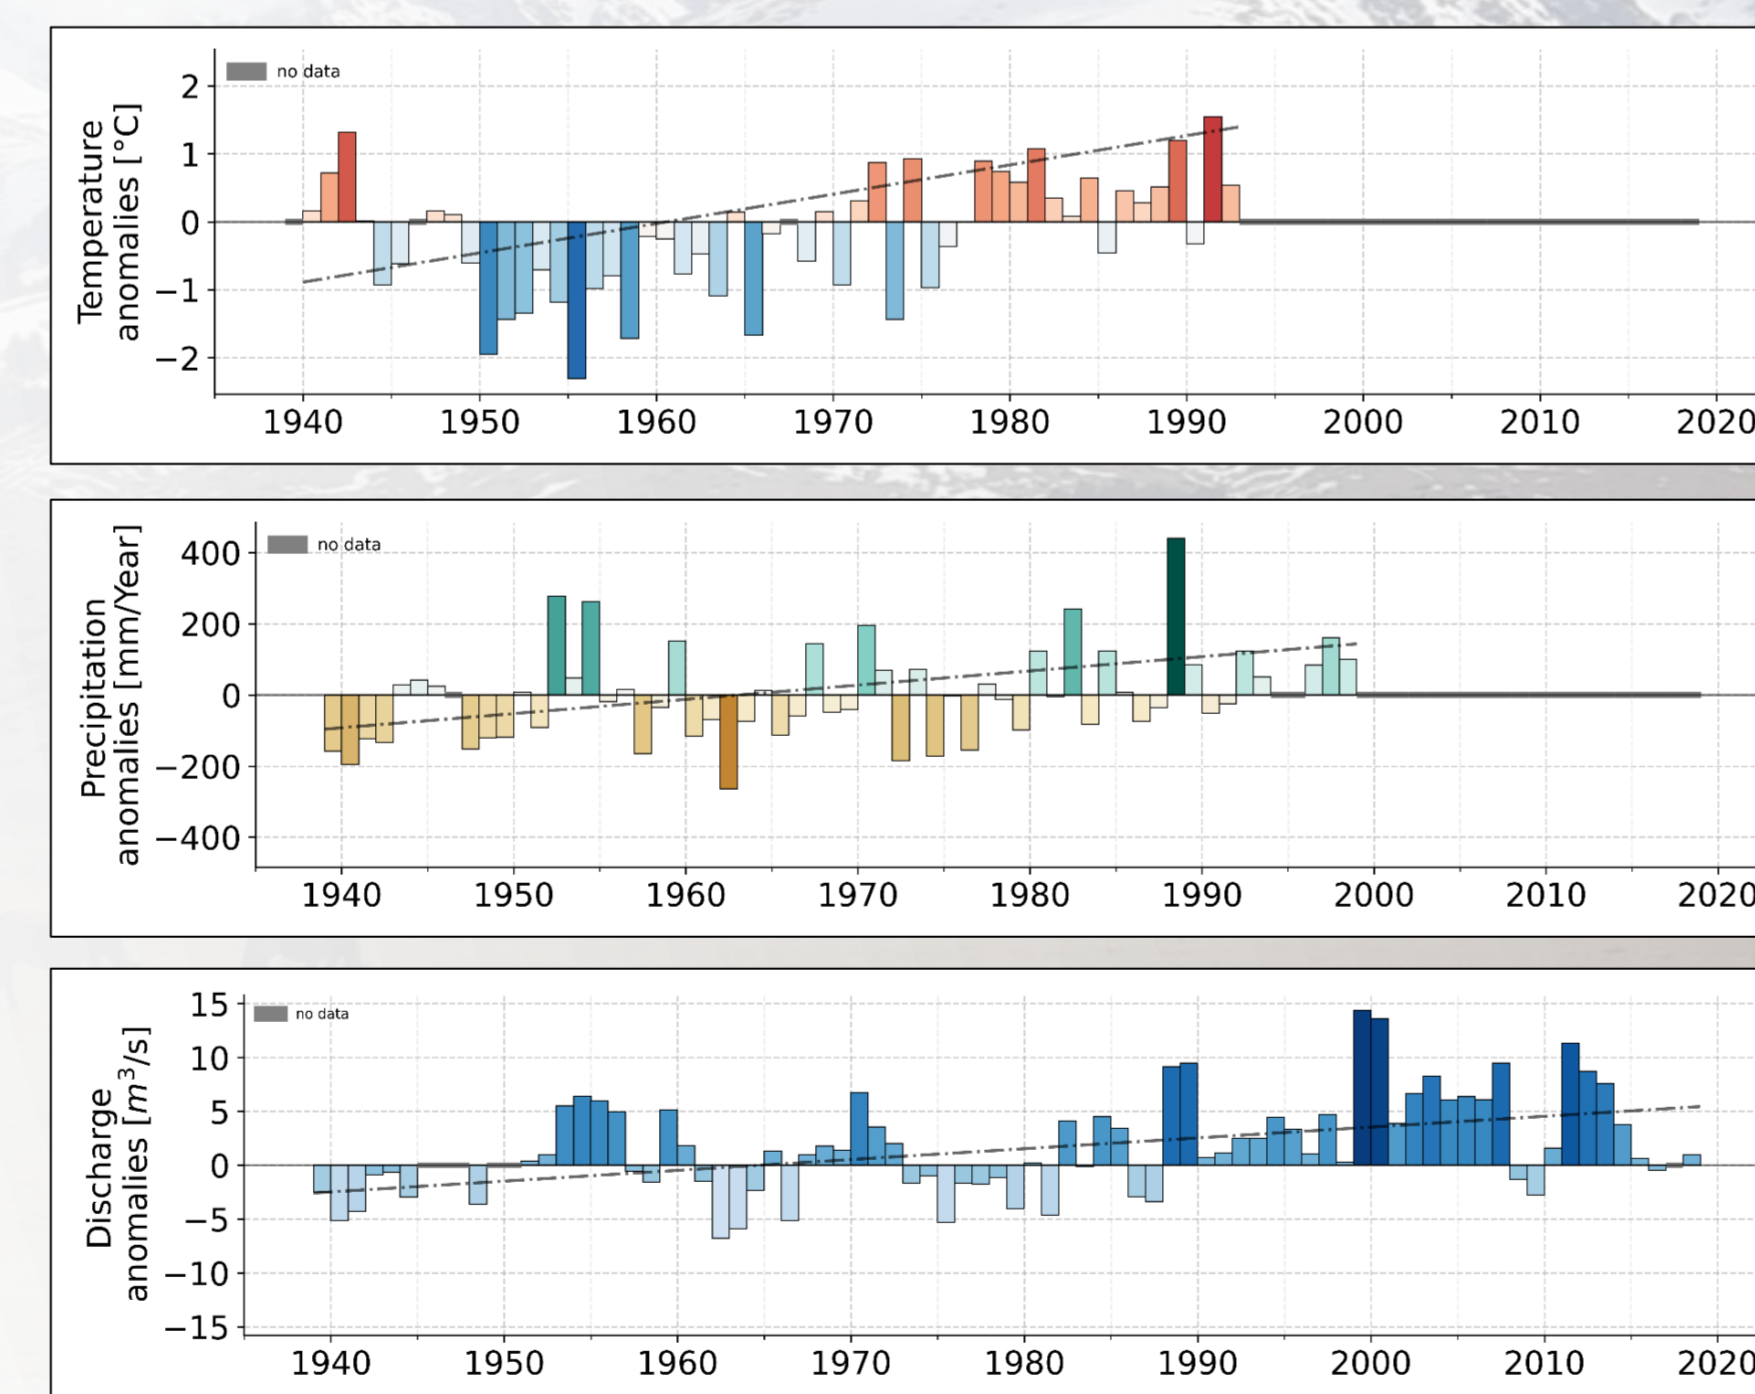 no data
Temperature
anomalies [°C]
2
1
0
−1
−2
1940 1950 1960 1970 1980 1990 2000 2010 2020
no data
Precipitation
anomalies [mm/Year]
400
200
0
−200
−400
1940 1950 1960 1970 1980 1990 2000 2010 2020
no data
Discharge
anomalies [m³/s]
15
10
5
0
−5
−10
−15
1940 1950 1960 1970 1980 1990 2000 2010 2020